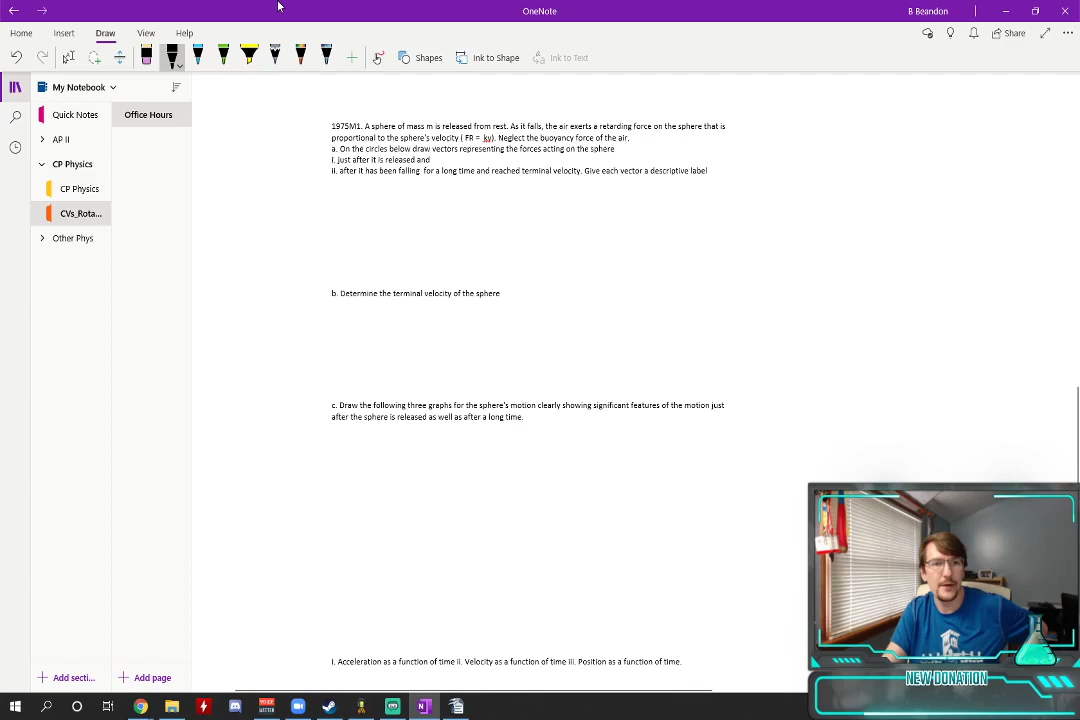 OneNote
B Beandon
Home Insert Draw View Help
Share
Shapes Ink to Shape Ink to Text
My Notebook
Quick Notes
Office Hours
AP II
CP Physics
CP Physics
CVs_Rota...
Other Phys
1975M1. A sphere of mass m is released from rest. As it falls, the air exerts a retarding force on the sphere that is
proportional to the sphere's velocity ( FR = kv). Neglect the buoyancy force of the air.
a. On the circles below draw vectors representing the forces acting on the sphere
i. just after it is released and
ii. after it has been falling for a long time and reached terminal velocity. Give each vector a descriptive label
b. Determine the terminal velocity of the sphere
c. Draw the following three graphs for the sphere's motion clearly showing significant features of the motion just
after the sphere is released as well as after a long time.
I. Acceleration as a function of time ii. Velocity as a function of time iii. Position as a function of time.
Add secti... Add page
NEW DONATION